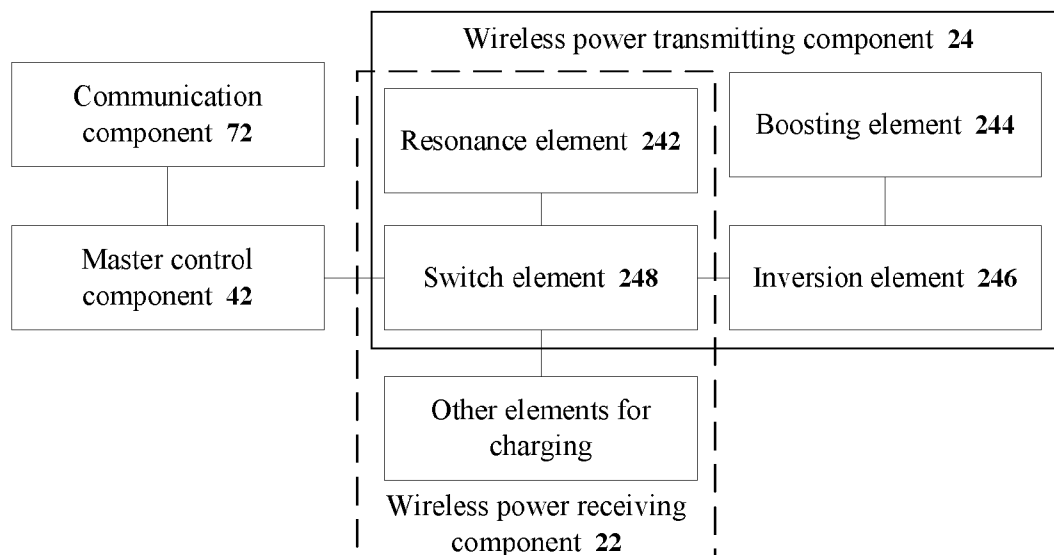 Wireless power transmitting component 24
Communication
component 72
Resonance element 242
Boosting element 244
Master control
component 42
Switch element 248
Inversion element 246
Other elements for
charging
Wireless power receiving
component 22